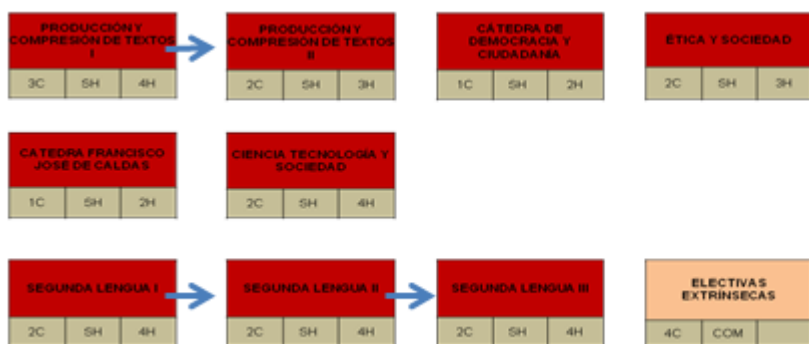 PRODUCCIÓN Y
COMPRESIÓN DE TEXTOS
I
3C SH 4H
PRODUCCIÓN Y
COMPRESIÓN DE TEXTOS
II
2C SH 3H
CÁTEDRA DE
DEMOCRACIA Y
CIUDADANÍA
1C SH 2H
ÉTICA Y SOCIEDAD
2C SH 3H
CATEDRA FRANCISCO
JOSE DE CALDAS
1C SH 2H
CIENCIA TECNOLOGÍA Y
SOCIEDAD
2C SH 4H
SEGUNDA LENGUA I
2C SH 4H
SEGUNDA LENGUA II
2C SH 4H
SEGUNDA LENGUA III
2C SH 4H
ELECTIVAS
EXTRÍNSECAS
4C COM